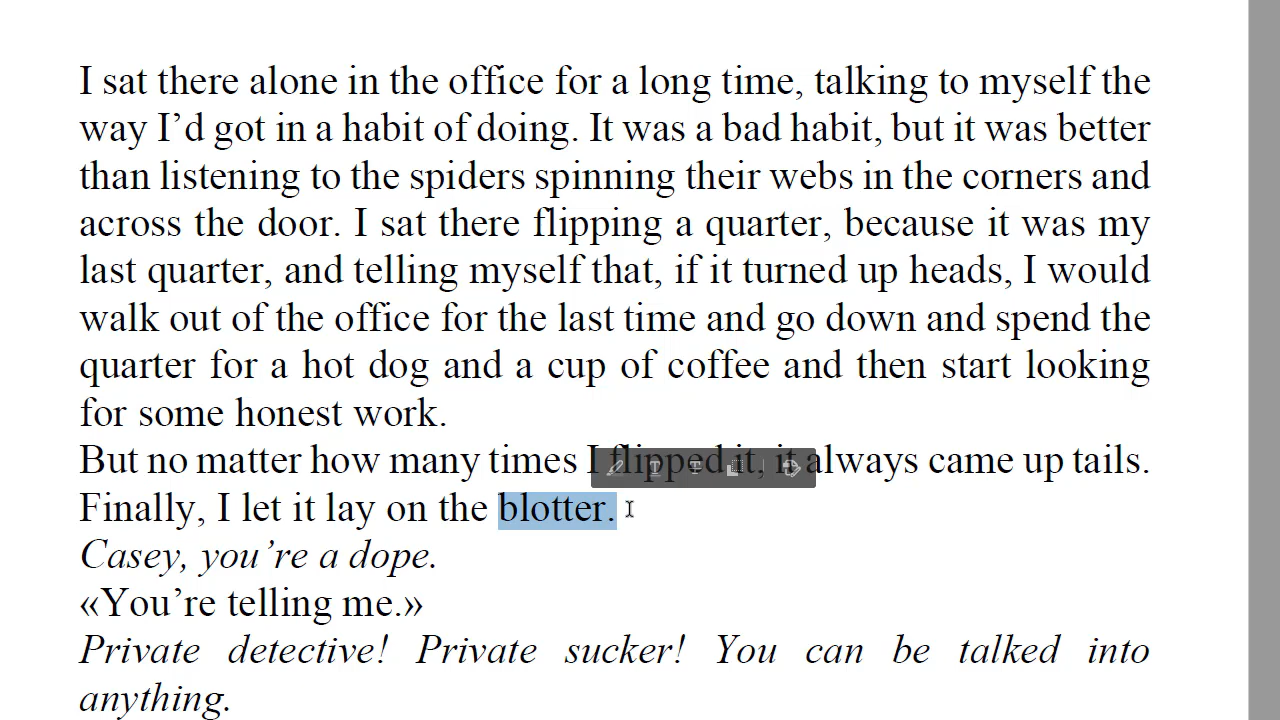 I sat there alone in the office for a long time, talking to myself the
way I’d got in a habit of doing. It was a bad habit, but it was better
than listening to the spiders spinning their webs in the corners and
across the door. I sat there flipping a quarter, because it was my
last quarter, and telling myself that, if it turned up heads, I would
walk out of the office for the last time and go down and spend the
quarter for a hot dog and a cup of coffee and then start looking
for some honest work.
But no matter how many times I flipped it, it always came up tails.
Finally, I let it lay on the blotter.
Casey, you’re a dope.
«You’re telling me.»
Private detective! Private sucker! You can be talked into
anything.